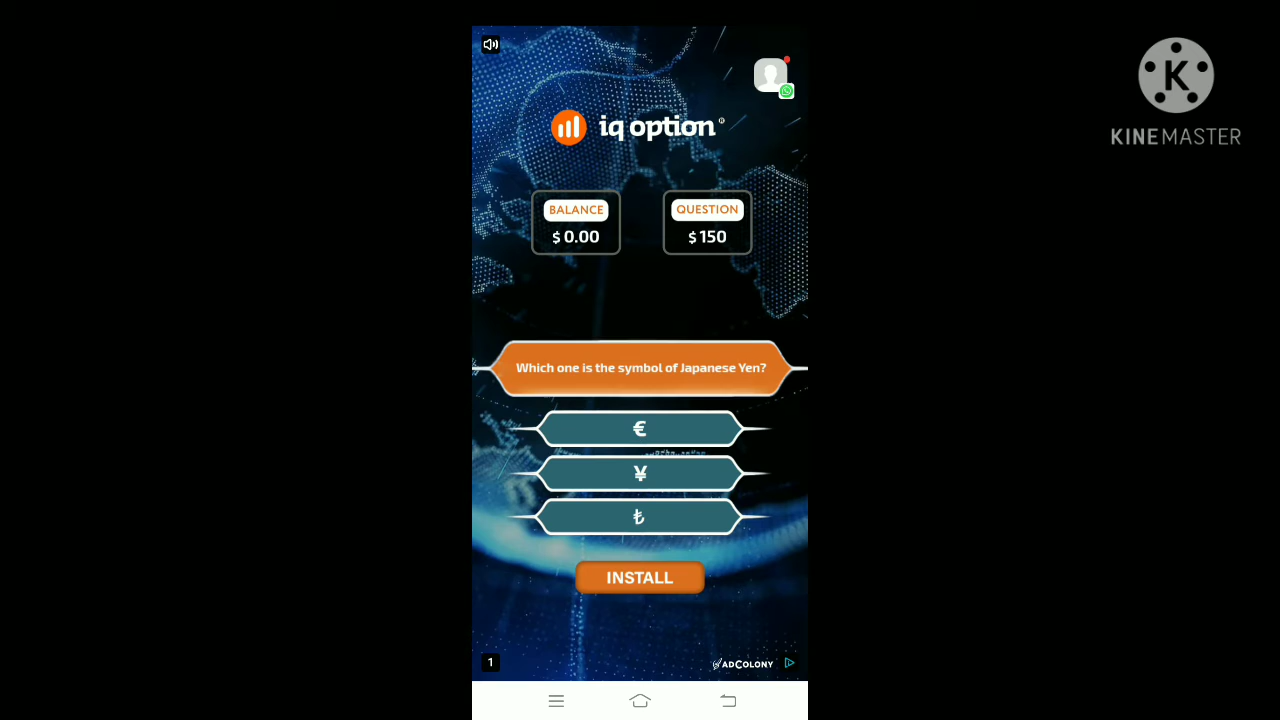 iq option®
BALANCE
$ 0.00
QUESTION
$ 150
Which one is the symbol of Japanese Yen?
€
¥
₺
INSTALL
1
ADCOLONY
K
KINEMASTER